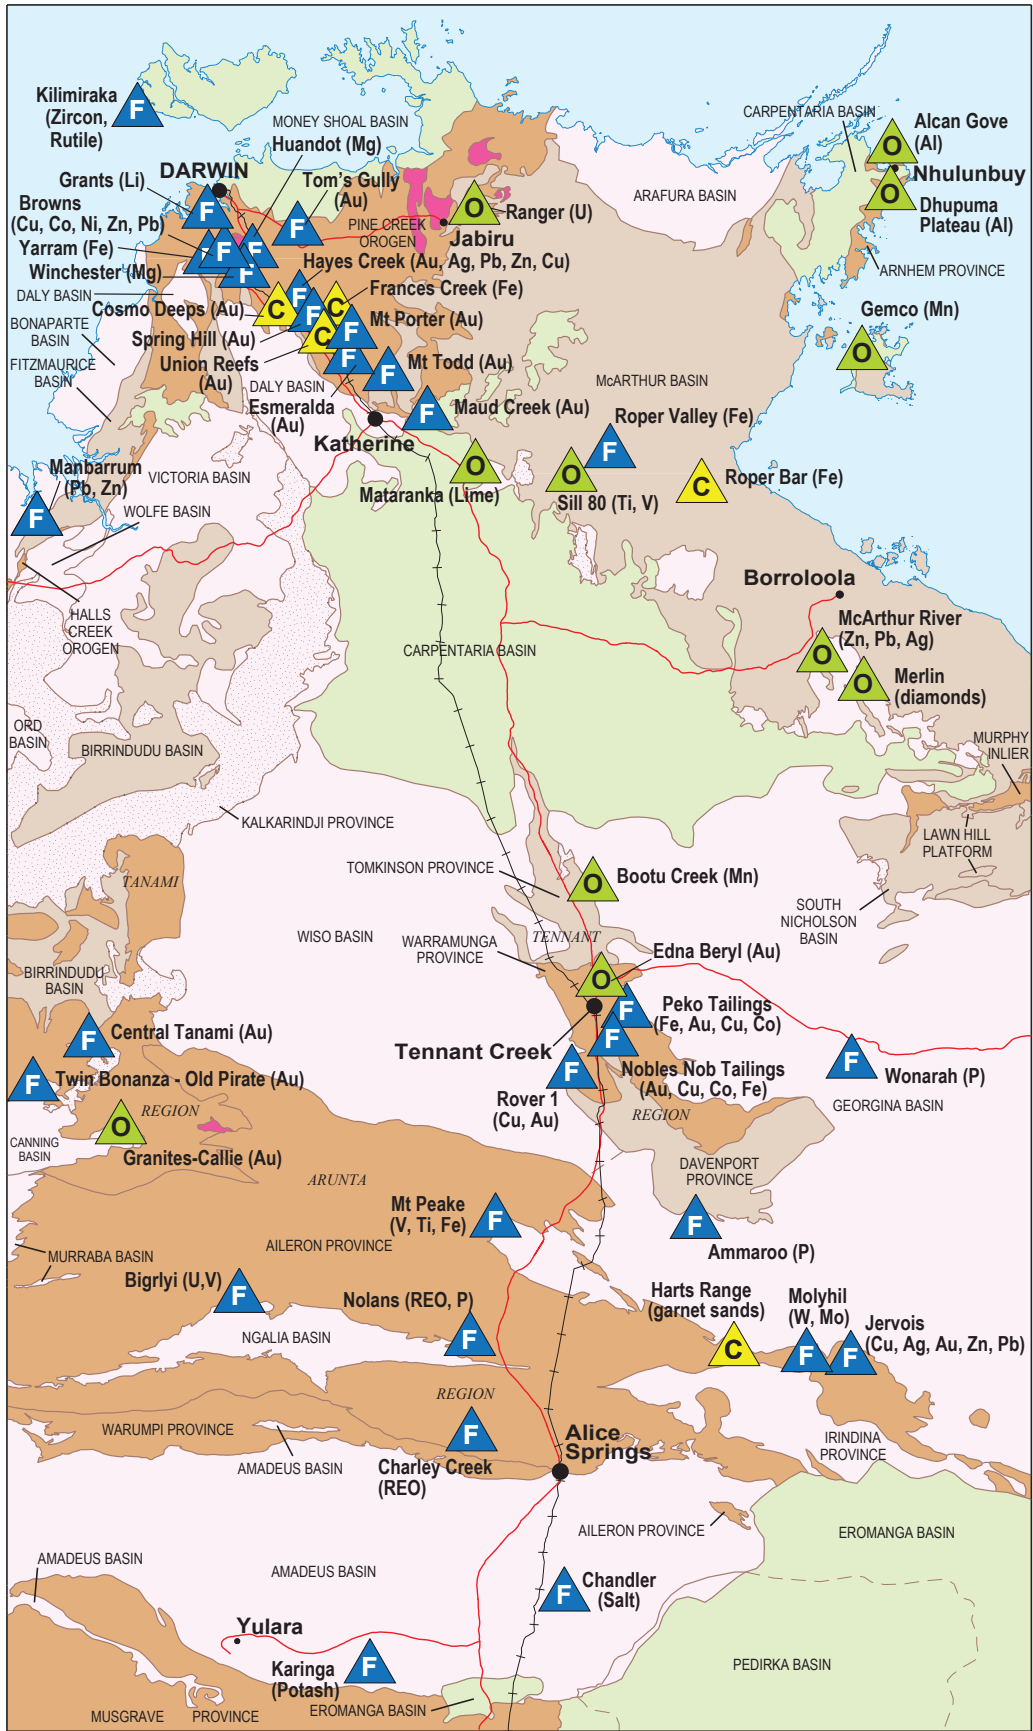 Kilimiraka
(Zircon,
Rutile)
F
MONEY SHOAL BASIN
Huandot (Mg)
CARPENTARIA BASIN
Alcan Gove
(Al)
O
Nhulunbuy
O
Dhupuma
Plateau (Al)
DARWIN
Grants (Li)
F
Tom's Gully
(Au)
F
Browns
(Cu, Co, Ni, Zn, Pb)
F
F
Yarram (Fe)
F
Winchester (Mg)
F
PINE CREEK
OROGEN
O
Ranger (U)
Jabiru
ARAFURA BASIN
ARNHEM PROVINCE
Hayes Creek (Au, Ag, Pb, Zn, Cu)
F
DALY BASIN
Cosmo Deeps (Au)
C
C
Frances Creek (Fe)
Gemco (Mn)
O
BONAPARTE
BASIN
Spring Hill (Au)
F
F
Mt Porter (Au)
FITZMAURICE
BASIN
Union Reefs
(Au)
C
DALY BASIN
F
Esmeralda
(Au)
F
Mt Todd (Au)
McARTHUR BASIN
F
Maud Creek (Au)
Katherine
Roper Valley (Fe)
F
Manbarrum
(Pb, Zn)
F
VICTORIA BASIN
O
Mataranka (Lime)
O
Sill 80 (Ti, V)
C
Roper Bar (Fe)
WOLFE BASIN
HALLS
CREEK
OROGEN
Borroloola
McArthur River
(Zn, Pb, Ag)
O
CARPENTARIA BASIN
O
Merlin
(diamonds)
ORD
BASIN
BIRRINDUDU BASIN
MURPHY
INLIER
KALKARINDJI PROVINCE
LAWN HILL
PLATFORM
TOMKINSON PROVINCE
O
Bootu Creek (Mn)
TANAMI
SOUTH
NICHOLSON
BASIN
WISO BASIN
WARRAMUNGA
PROVINCE
TENNANT
Edna Beryl (Au)
O
BIRRINDUDU
BASIN
F
Peko Tailings
(Fe, Au, Cu, Co)
F
Central Tanami (Au)
Tennant Creek
F
F
Twin Bonanza - Old Pirate (Au)
F
Nobles Nob Tailings
(Au, Cu, Co, Fe)
F
Wonarah (P)
Rover 1
(Cu, Au)
REGION
GEORGINA BASIN
REGION
O
Granites-Callie (Au)
CANNING
BASIN
DAVENPORT
PROVINCE
ARUNTA
Mt Peake
(V, Ti, Fe)
F
F
Ammaroo (P)
AILERON PROVINCE
MURRABA BASIN
Bigrlyi (U,V)
F
Nolans (REO, P)
F
Harts Range
(garnet sands)
C
Molyhil
(W, Mo)
F
Jervois
(Cu, Ag, Au, Zn, Pb)
F
NGALIA BASIN
REGION
WARUMPI PROVINCE
F
Charley Creek
(REO)
Alice
Springs
IRINDINA
PROVINCE
AMADEUS BASIN
AILERON PROVINCE
EROMANGA BASIN
AMADEUS BASIN
AMADEUS BASIN
F
Chandler
(Salt)
Yulara
F
Karinga
(Potash)
PEDIRKA BASIN
EROMANGA BASIN
MUSGRAVE PROVINCE